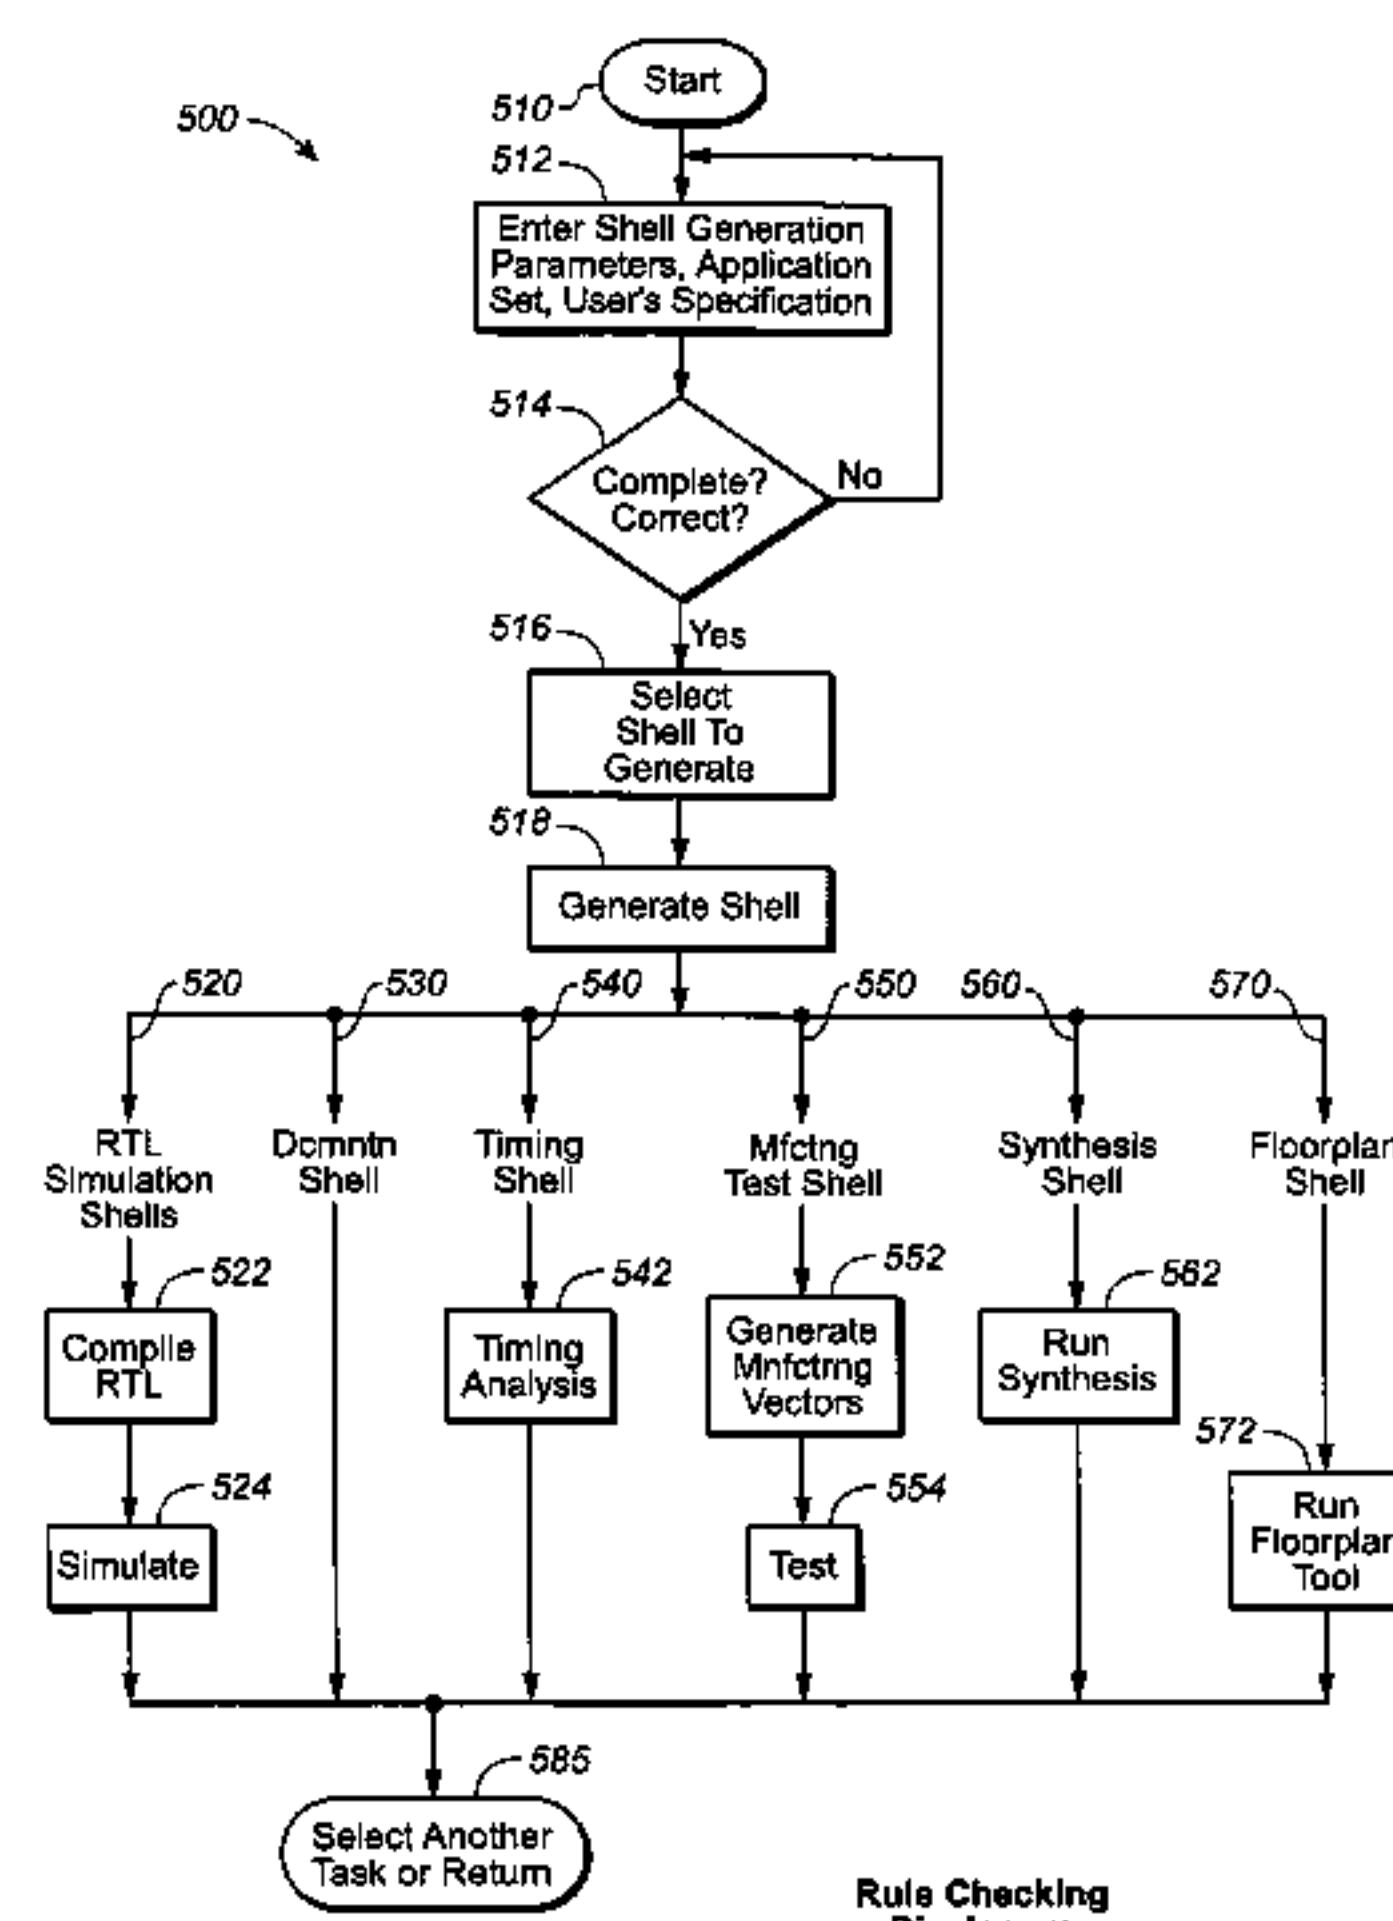 Start
510
500
512
Enter Shell Generation
Parameters, Application
Set, User's Specification
514
Complete?
Correct?
No
516
Yes
Select
Shell To
Generate
518
Generate Shell
520
530
540
550
560
570
RTL
Simulation
Shells
Dcmntn
Shell
Timing
Shell
Mfctng
Test Shell
Synthesis
Shell
Floorplan
Shell
522
Compile
RTL
542
Timing
Analysis
552
Generate
Mnfctrng
Vectors
562
Run
Synthesis
572
Run
Floorplan
Tool
524
Simulate
554
Test
585
Select Another
Task or Return
Rule Checking